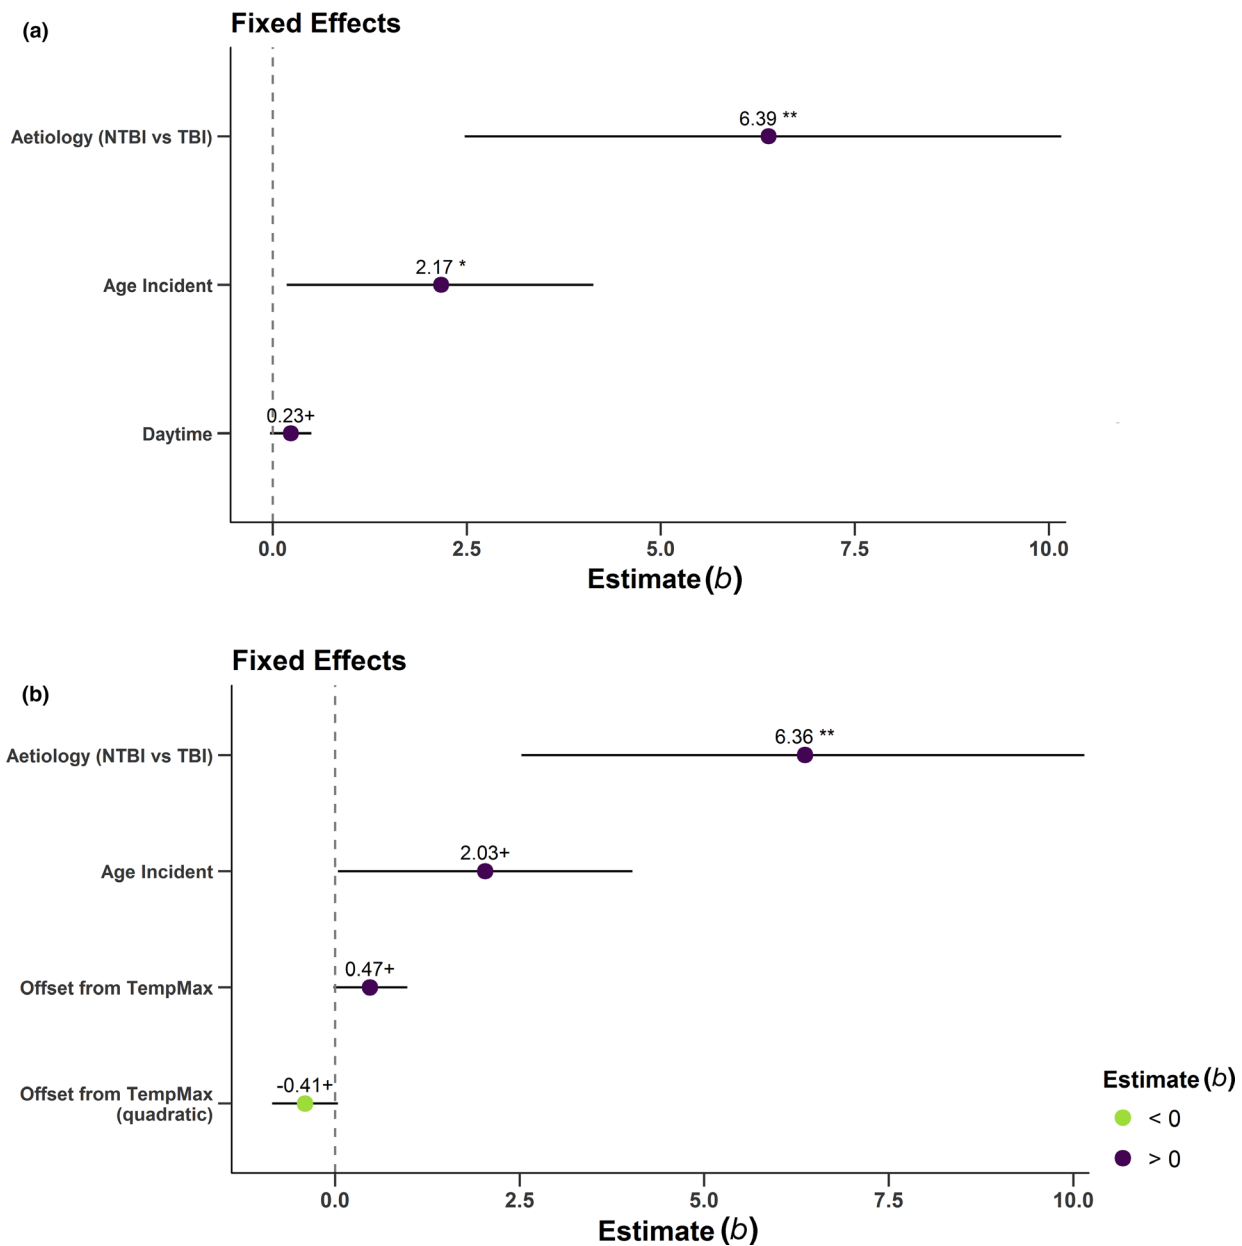 (a)
Fixed Effects
Aetiology (NTBI vs TBI)
6.39 **
Age Incident
2.17 *
Daytime
0.23+
0.0 2.5 5.0 7.5 10.0
Estimate (b)
Fixed Effects
(b)
Aetiology (NTBI vs TBI)
6.36 **
Age Incident
2.03+
Offset from TempMax
0.47+
Offset from TempMax
(quadratic)
-0.41+
0.0 2.5 5.0 7.5 10.0
Estimate (b)
Estimate (b)
< 0
> 0